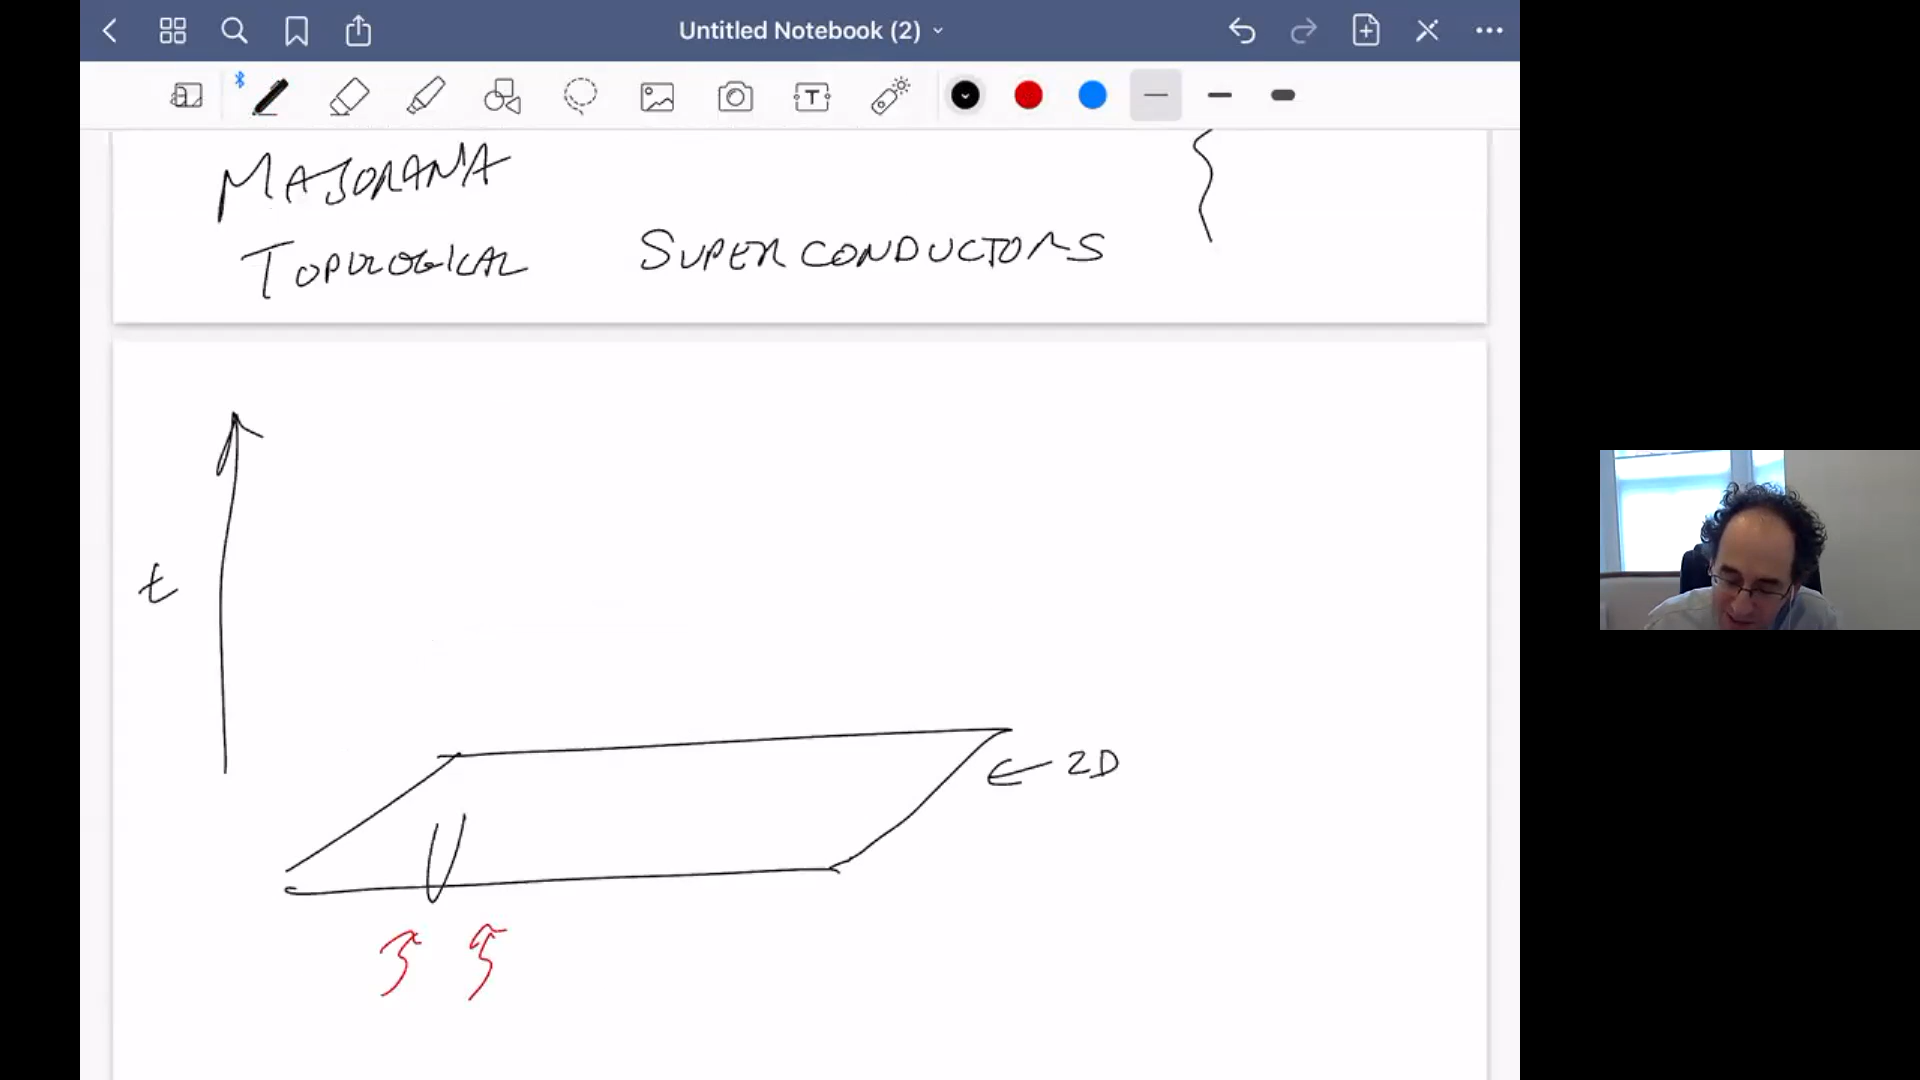 Untitled Notebook (2)
T
MAJORANA
TOPOLOGICAL SUPERCONDUCTORS
t
2D